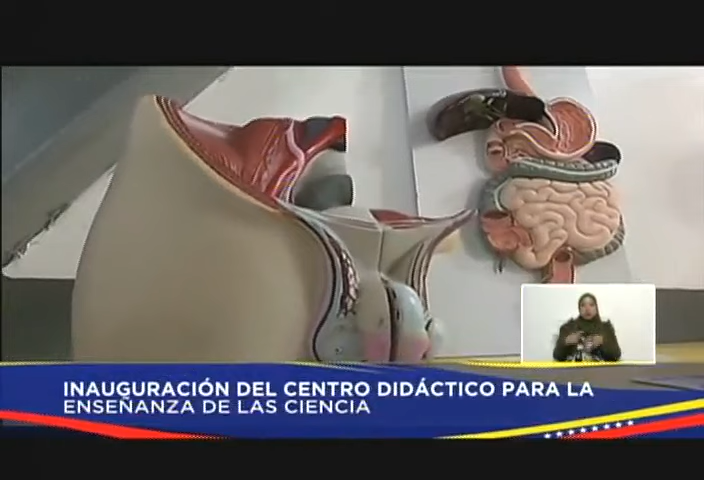 INAUGURACIÓN DEL CENTRO DIDÁCTICO PARA LA
ENSEÑANZA DE LAS CIENCIA